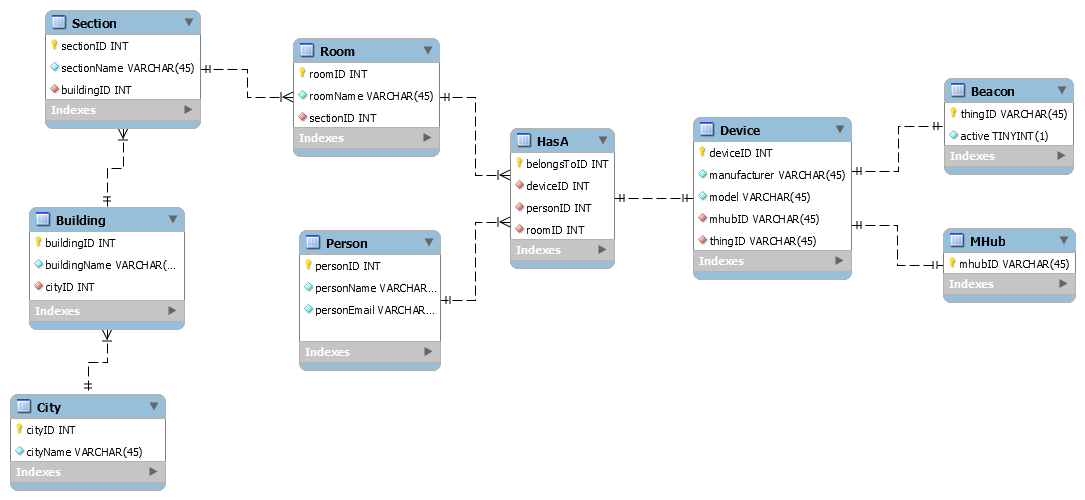 Section
sectionID INT
sectionName VARCHAR(45)
buildingID INT
Indexes
Room
roomID INT
roomName VARCHAR(45)
sectionID INT
Indexes
Building
buildingID INT
buildingName VARCHAR(...
cityID INT
Indexes
City
cityID INT
cityName VARCHAR(45)
Indexes
Person
personID INT
personName VARCHAR...
personEmail VARCHAR...
Indexes
HasA
belongsToID INT
deviceID INT
personID INT
roomID INT
Indexes
Device
deviceID INT
manufacturer VARCHAR(45)
model VARCHAR(45)
mhubID VARCHAR(45)
thingID VARCHAR(45)
Indexes
Beacon
thingID VARCHAR(45)
active TINYINT(1)
Indexes
MHub
mhubID VARCHAR(45)
Indexes